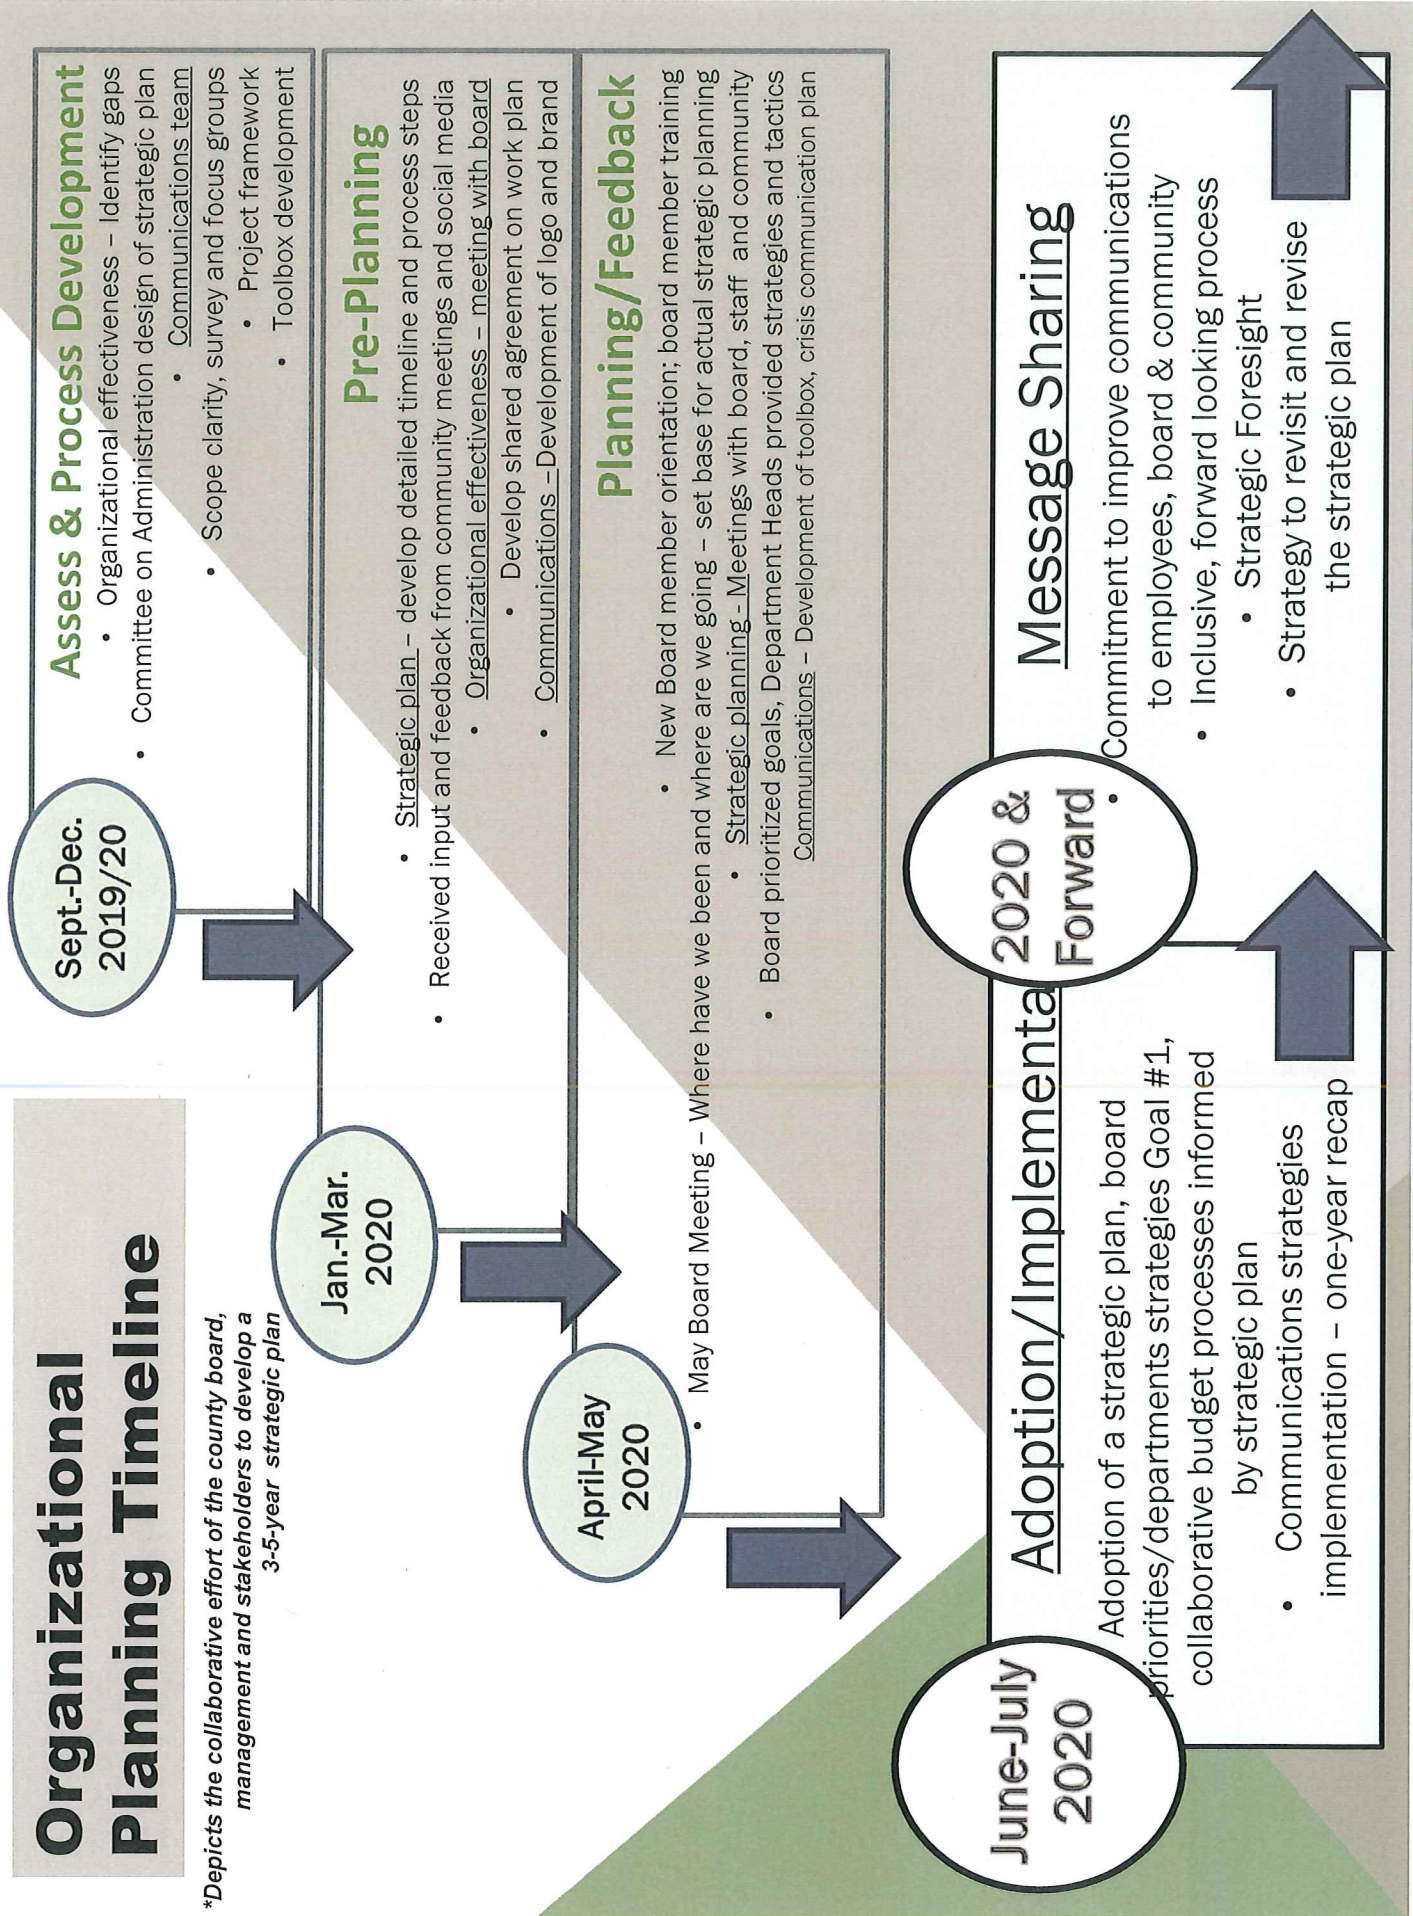 Organizational
Planning Timeline
*Depicts the collaborative effort of the county board,
management and stakeholders to develop a
3-5-year strategic plan
Sept.-Dec.
2019/20
Assess & Process Development
• Organizational effectiveness – Identify gaps
• Committee on Administration design of strategic plan
• Communications team
• Scope clarity, survey and focus groups
• Project framework
• Toolbox development
Jan.-Mar.
2020
Pre-Planning
• Strategic plan – develop detailed timeline and process steps
• Received input and feedback from community meetings and social media
• Organizational effectiveness – meeting with board
• Develop shared agreement on work plan
• Communications – Development of logo and brand
April-May
2020
Planning/Feedback
• New Board member orientation; board member training
• May Board Meeting – Where have we been and where are we going – set base for actual strategic planning
• Strategic planning - Meetings with board, staff and community
• Board prioritized goals, Department Heads provided strategies and tactics
Communications – Development of toolbox, crisis communication plan
June-July
2020
Adoption/Implementa
Adoption of a strategic plan, board
priorities/departments strategies Goal #1,
collaborative budget processes informed
by strategic plan
• Communications strategies
implementation – one-year recap
2020 &
Forward
Message Sharing
• Commitment to improve communications
to employees, board & community
• Inclusive, forward looking process
• Strategic Foresight
• Strategy to revisit and revise
the strategic plan